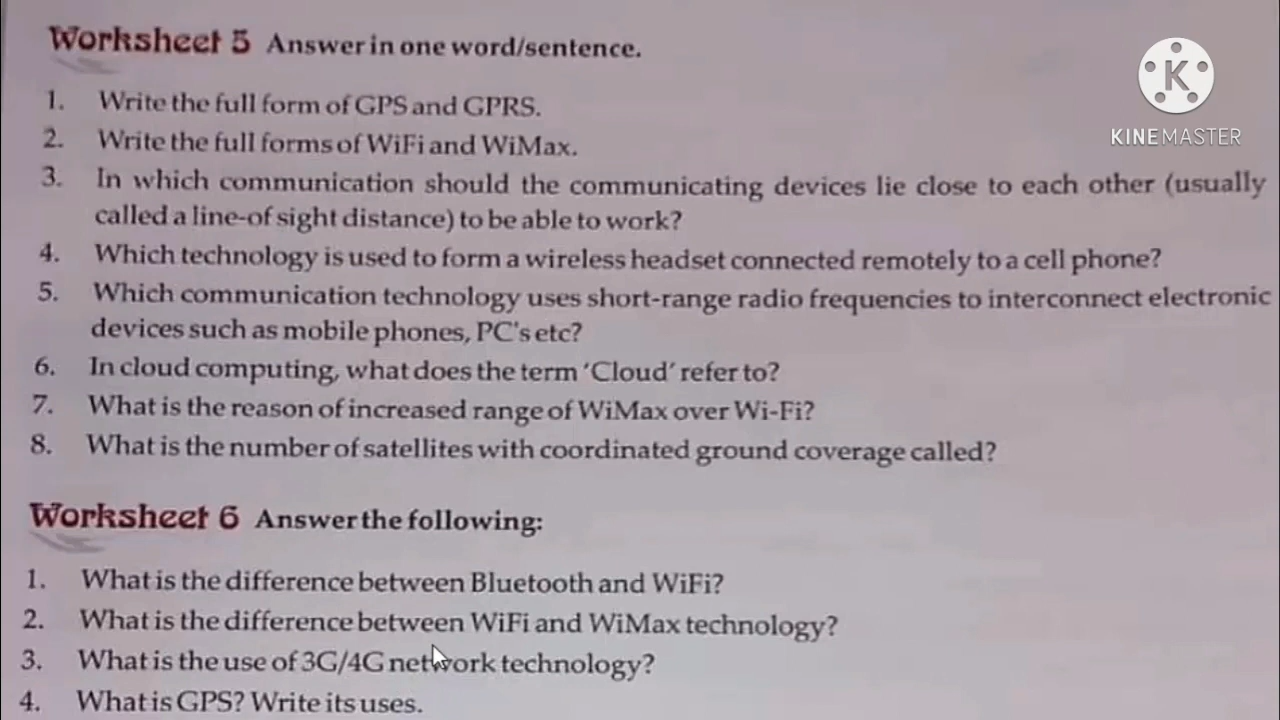 Worksheet 5 Answer in one word/sentence.
K
KINEMASTER
1. Write the full form of GPS and GPRS.
2. Write the full forms of WiFi and WiMax.
3. In which communication should the communicating devices lie close to each other (usually
called a line-of sight distance) to be able to work?
4. Which technology is used to form a wireless headset connected remotely to a cell phone?
5. Which communication technology uses short-range radio frequencies to interconnect electronic
devices such as mobile phones, PC's etc?
6. In cloud computing, what does the term 'Cloud' refer to?
7. What is the reason of increased range of WiMax over Wi-Fi?
8. What is the number of satellites with coordinated ground coverage called?
Worksheet 6 Answer the following:
1. What is the difference between Bluetooth and WiFi?
2. What is the difference between WiFi and WiMax technology?
3. What is the use of 3G/4G network technology?
4. What is GPS? Write its uses.